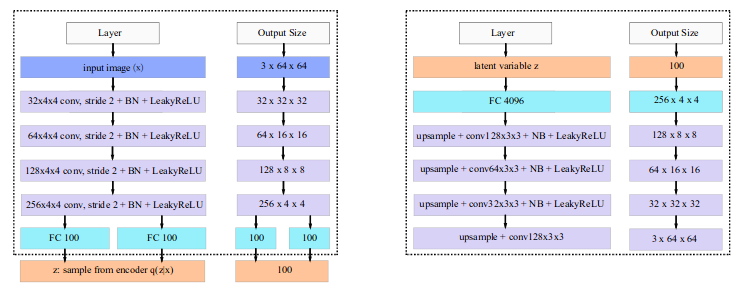 Layer
Output Size
input image (x)
3 x 64 x 64
32x4x4 conv, stride 2 + BN + LeakyReLU
32 x 32 x 32
64x4x4 conv, stride 2 + BN + LeakyReLU
64 x 16 x 16
128x4x4 conv, stride 2 + BN + LeakyReLU
128 x 8 x 8
256x4x4 conv, stride 2 + BN + LeakyReLU
256 x 4 x 4
FC 100
FC 100
100
100
z: sample from encoder q(z|x)
100
Layer
Output Size
latent variable z
100
FC 4096
256 x 4 x 4
upsample + conv128x3x3 + NB + LeakyReLU
128 x 8 x 8
upsample + conv64x3x3 + NB + LeakyReLU
64 x 16 x 16
upsample + conv32x3x3 + NB + LeakyReLU
32 x 32 x 32
upsample + conv128x3x3
3 x 64 x 64